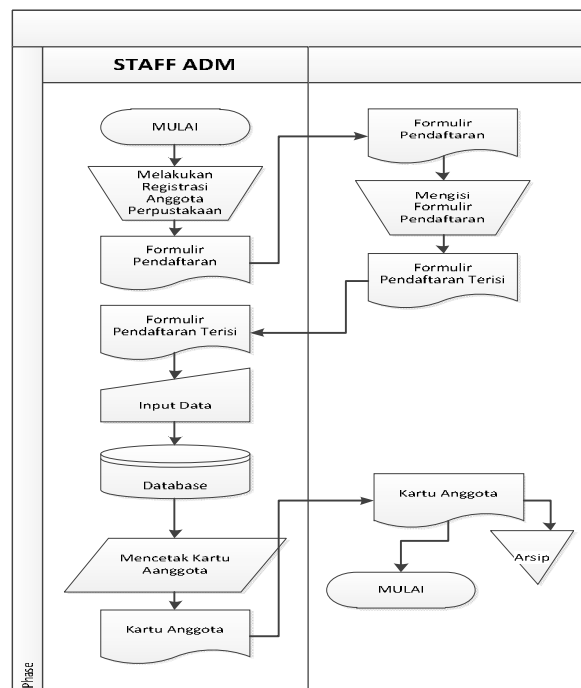 STAFF ADM
MULAI
Melakukan
Registrasi
Anggota
Perpustakaan
Formulir
Pendaftaran
Formulir
Pendaftaran
Mengisi
Formulir
Pendaftaran
Formulir
Pendaftaran Terisi
Formulir
Pendaftaran Terisi
Input Data
Database
Mencetak Kartu
Aanggota
Kartu Anggota
Kartu Anggota
Arsip
MULAI
Phase